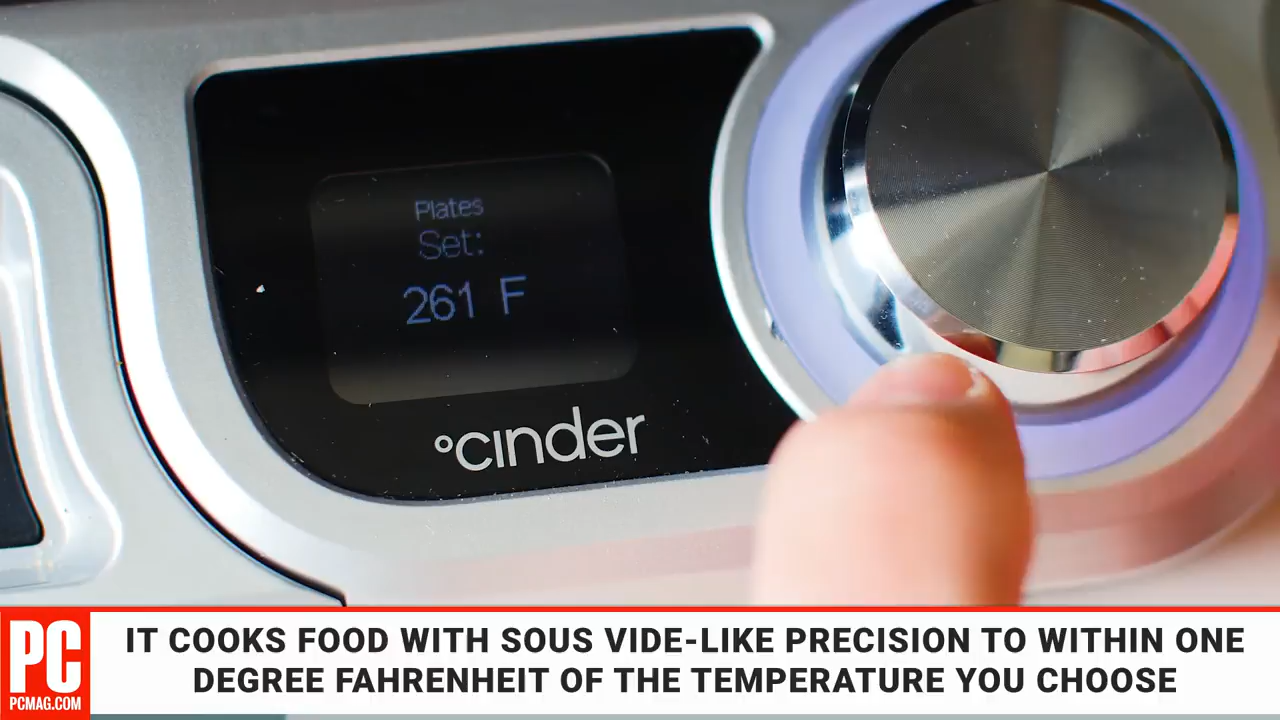 Plates
Set:
261 F
°cinder
PC
PCMAG.COM
IT COOKS FOOD WITH SOUS VIDE-LIKE PRECISION TO WITHIN ONE
DEGREE FAHRENHEIT OF THE TEMPERATURE YOU CHOOSE